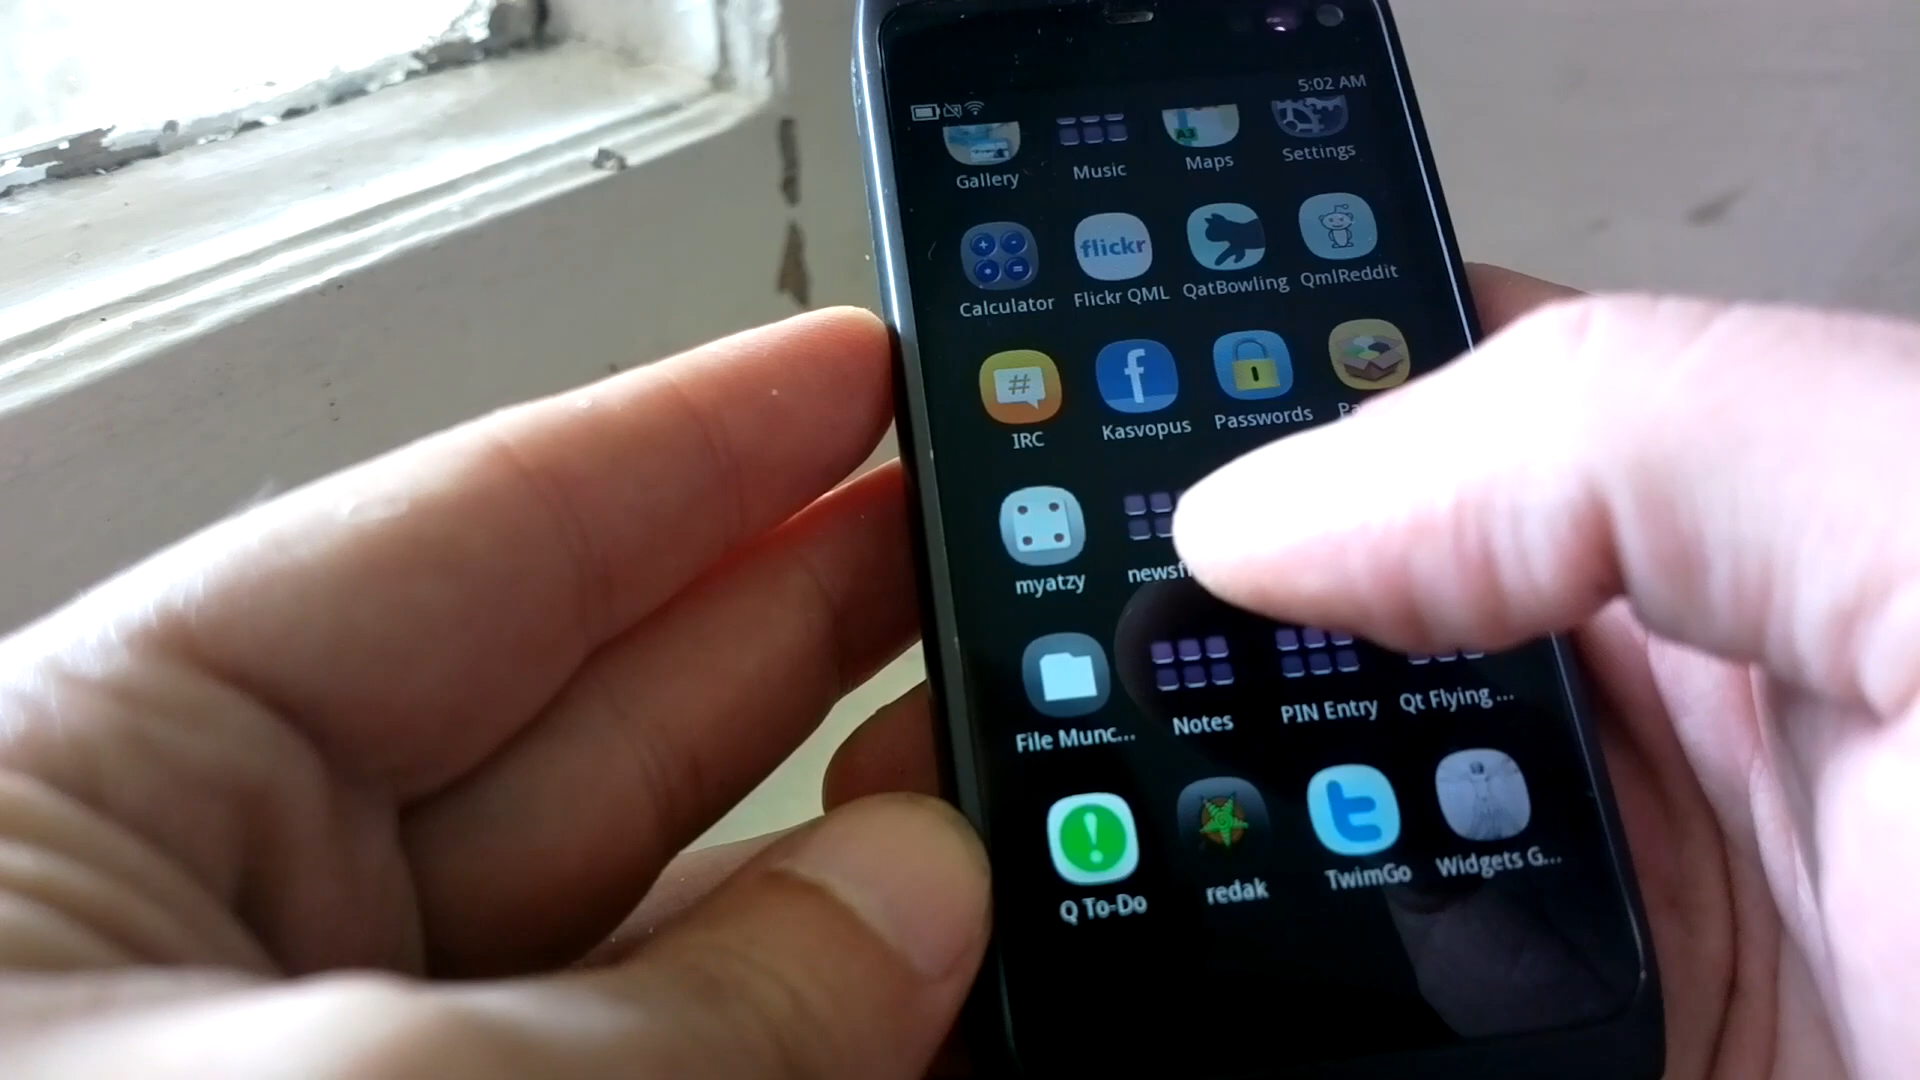 5:02 AM
Gallery Music Maps Settings
A3
flickr
Calculator Flickr QML QatBowling QmlReddit
#
f
IRC Kasvopus Passwords
myatzy
File Munc... Notes PIN Entry Qt Flying ...
Q To-Do redak TwimGo Widgets G...